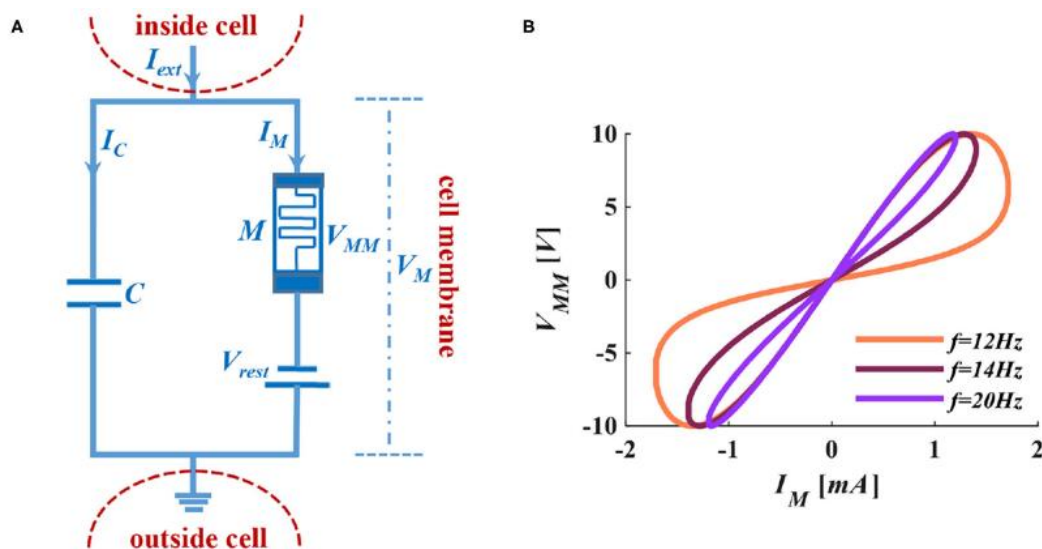 A
inside cell
I_ext
I_C
I_M
M
V_MM
V_M
cell membrane
C
V_rest
outside cell
B
V_MM [V]
10
5
0
-5
-10
f=12Hz
f=14Hz
f=20Hz
-2
-1
0
1
2
I_M [mA]